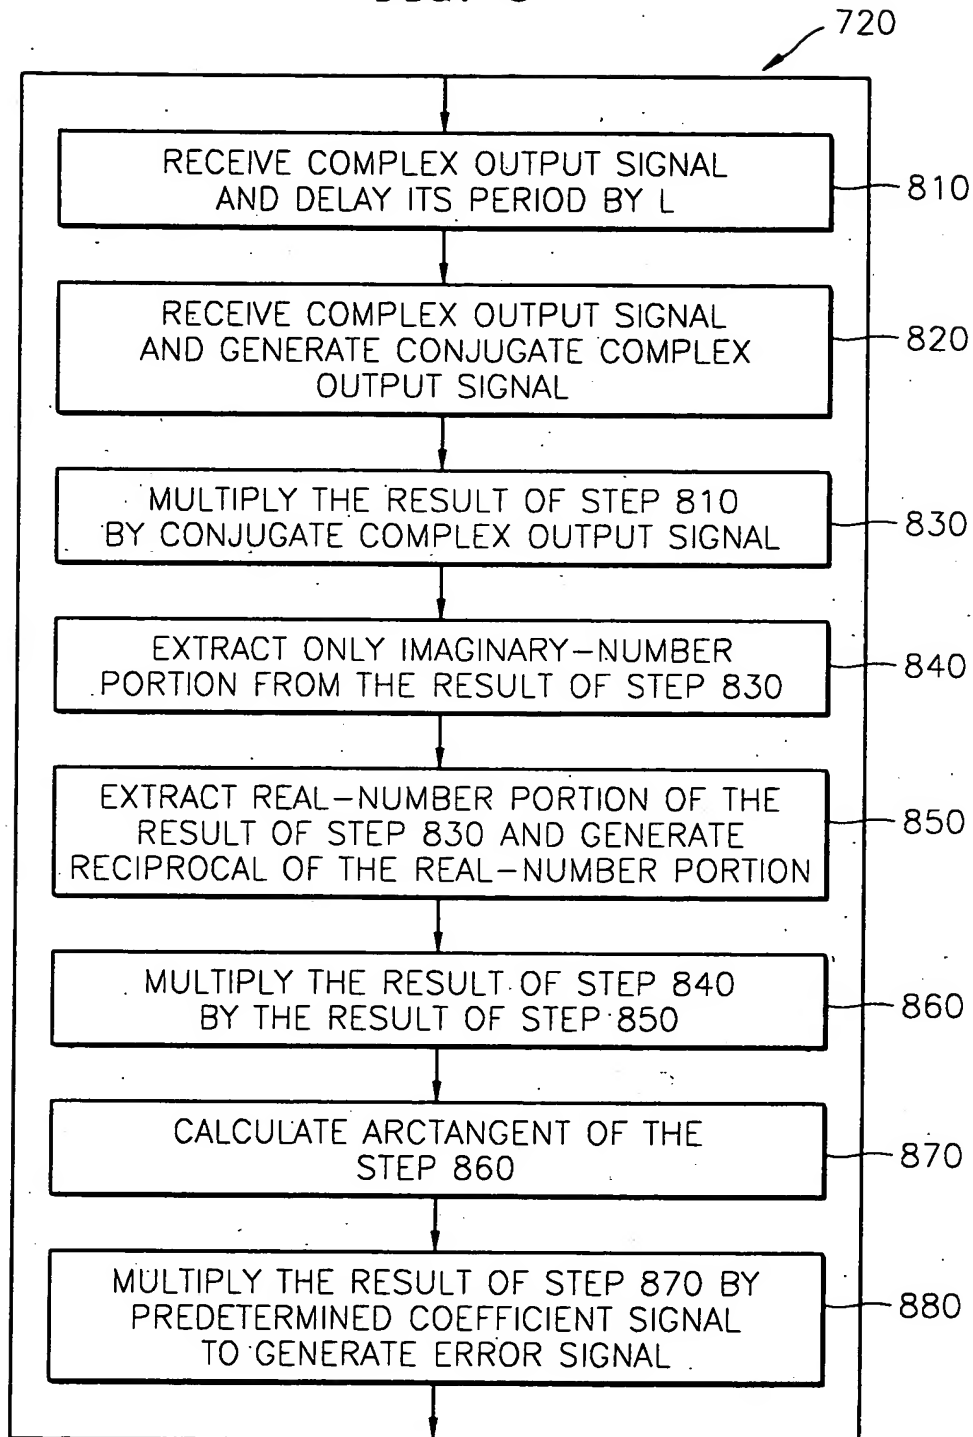 720
RECEIVE COMPLEX OUTPUT SIGNAL
AND DELAY ITS PERIOD BY L
810
RECEIVE COMPLEX OUTPUT SIGNAL
AND GENERATE CONJUGATE COMPLEX
OUTPUT SIGNAL
820
MULTIPLY THE RESULT OF STEP 810
BY CONJUGATE COMPLEX OUTPUT SIGNAL
830
EXTRACT ONLY IMAGINARY-NUMBER
PORTION FROM THE RESULT OF STEP 830
840
EXTRACT REAL-NUMBER PORTION OF THE
RESULT OF STEP 830 AND GENERATE
RECIPROCAL OF THE REAL-NUMBER PORTION
850
MULTIPLY THE RESULT OF STEP 840
BY THE RESULT OF STEP 850
860
CALCULATE ARCTANGENT OF THE
STEP 860
870
MULTIPLY THE RESULT OF STEP 870 BY
PREDETERMINED COEFFICIENT SIGNAL
TO GENERATE ERROR SIGNAL
880